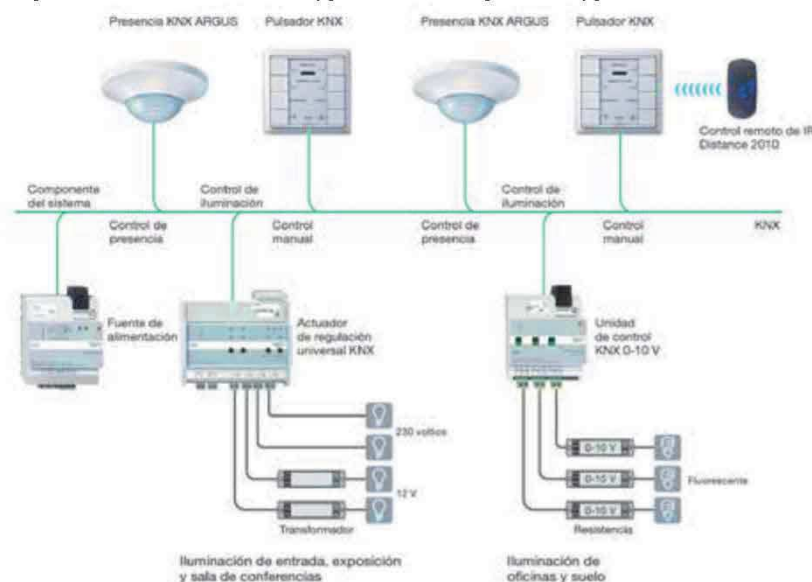 Presencia KNX ARGUS
Pulsador KNX
Presencia KNX ARGUS
Pulsador KNX
Control remoto de IR
Distance 2010
Componente
del sistema
Control de
iluminación
Control de
iluminación
Control de
presencia
Control
manual
Control de
presencia
Control
manual
KNX
Fuente de
alimentación
Actuador
de regulación
universal KNX
Unidad
de control
KNX 0-10 V
230 voltios
12 V
Transformador
0-10 V
0-10 V
0-10 V
Fluorescente
Resistencia
Iluminación de entrada, exposición
y sala de conferencias
Iluminación de
oficinas y suelo